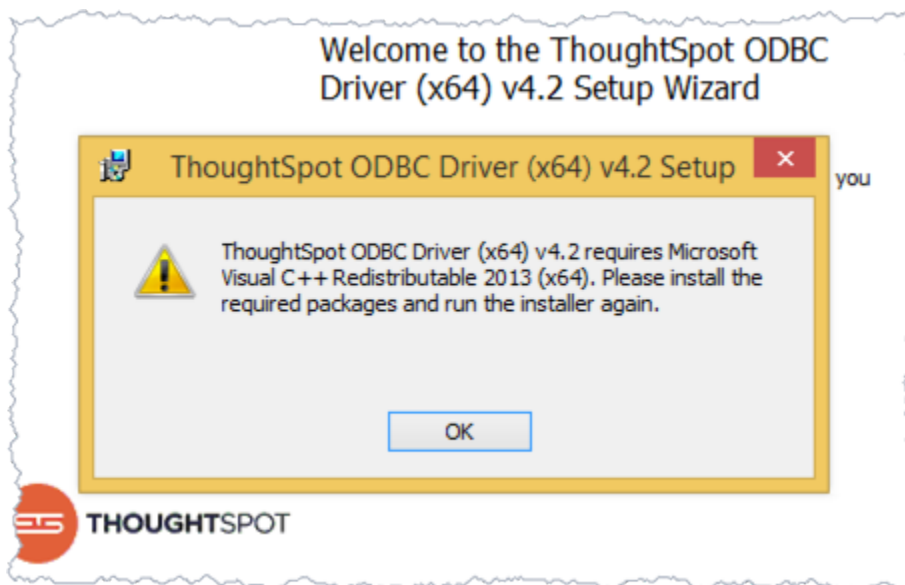 Welcome to the ThoughtSpot ODBC
Driver (x64) v4.2 Setup Wizard
ThoughtSpot ODBC Driver (x64) v4.2 Setup
you
ThoughtSpot ODBC Driver (x64) v4.2 requires Microsoft
Visual C++ Redistributable 2013 (x64). Please install the
required packages and run the installer again.
OK
THOUGHTSPOT